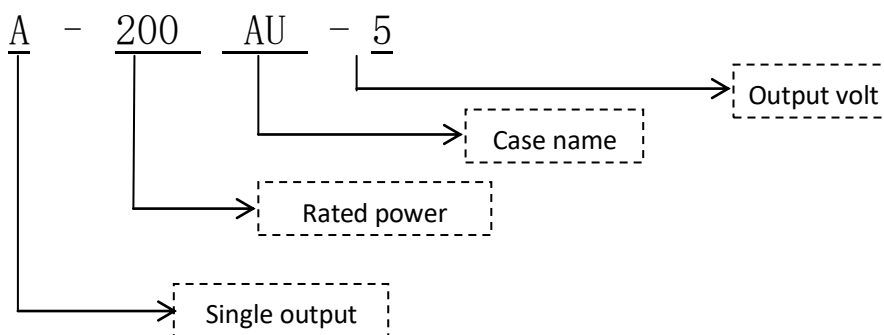 A - 200 AU - 5
Output volt
Case name
Rated power
Single output